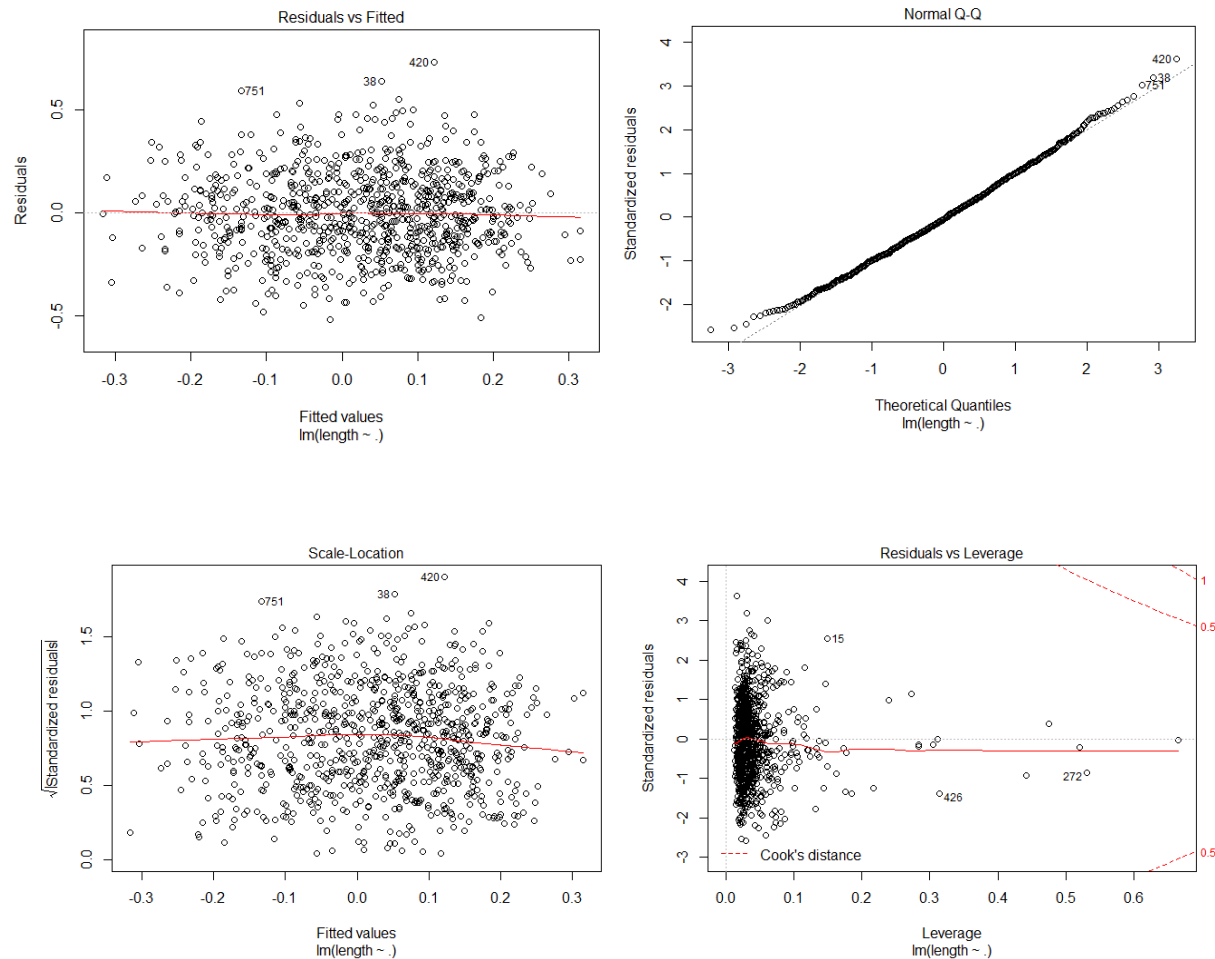 Residuals vs Fitted
Residuals
0.5
0.0
-0.5
420
38
751
-0.3 -0.2 -0.1 0.0 0.1 0.2 0.3
Fitted values
lm(length ~ .)
Normal Q-Q
Standardized residuals
4
3
2
1
0
-1
-2
420
38
751
-3 -2 -1 0 1 2 3
Theoretical Quantiles
lm(length ~ .)
Scale-Location
√|Standardized residuals|
1.5
1.0
0.5
0.0
420
38
751
-0.3 -0.2 -0.1 0.0 0.1 0.2 0.3
Fitted values
lm(length ~ .)
Residuals vs Leverage
Standardized residuals
4
3
2
1
0
-1
-2
-3
1
0.5
15
272
426
0.5
Cook's distance
0.0 0.1 0.2 0.3 0.4 0.5 0.6
Leverage
lm(length ~ .)